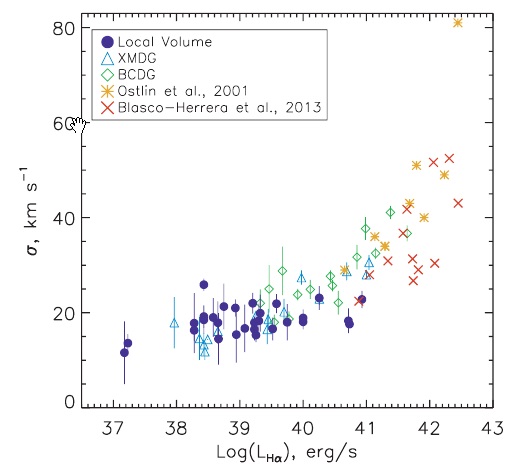 80
60
40
20
0
σ, km s⁻¹
Local Volume
XMDG
BCDG
Ostlin et al., 2001
Blasco-Herrera et al., 2013
37 38 39 40 41 42 43
Log(L_Hα), erg/s